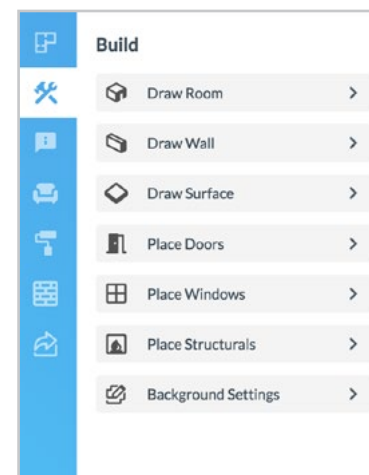 Build
Draw Room
Draw Wall
Draw Surface
Place Doors
Place Windows
Place Structurals
Background Settings